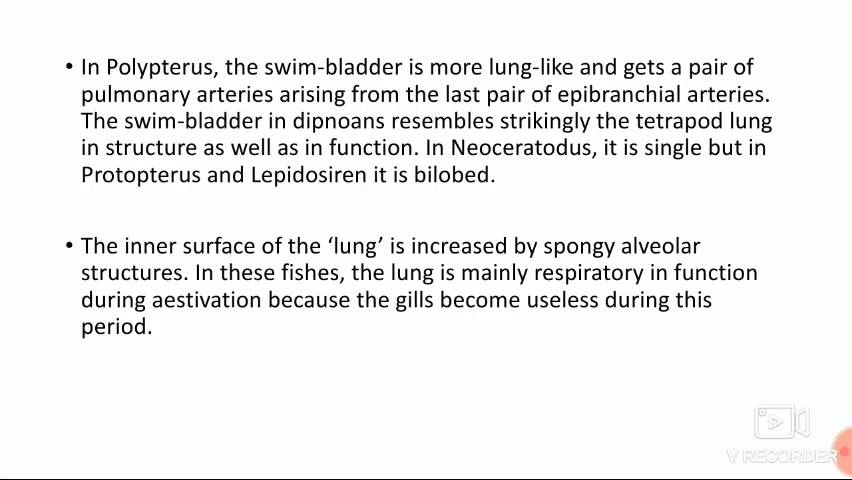 • In Polypterus, the swim-bladder is more lung-like and gets a pair of
pulmonary arteries arising from the last pair of epibranchial arteries.
The swim-bladder in dipnoans resembles strikingly the tetrapod lung
in structure as well as in function. In Neoceratodus, it is single but in
Protopterus and Lepidosiren it is bilobed.
• The inner surface of the ‘lung’ is increased by spongy alveolar
structures. In these fishes, the lung is mainly respiratory in function
during aestivation because the gills become useless during this
period.
V RECORDER